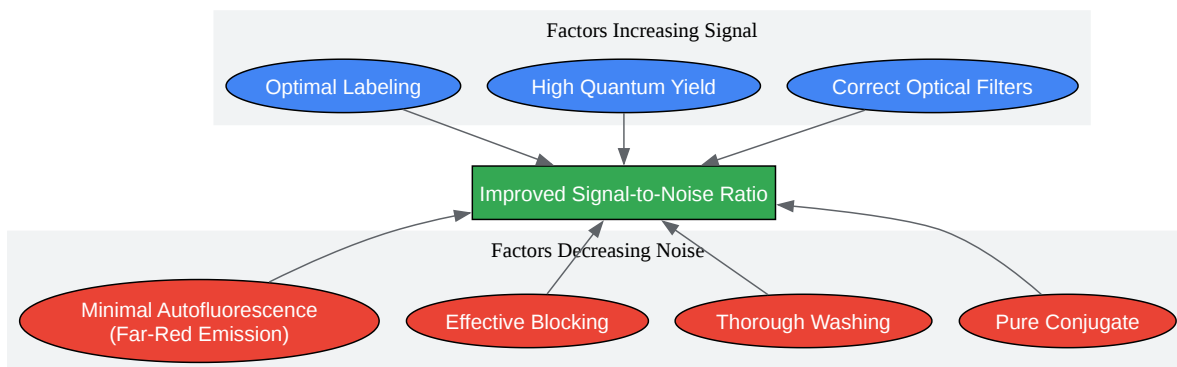 Factors Increasing Signal
Optimal Labeling
High Quantum Yield
Correct Optical Filters
Improved Signal-to-Noise Ratio
Factors Decreasing Noise
Minimal Autofluorescence
(Far-Red Emission)
Effective Blocking
Thorough Washing
Pure Conjugate